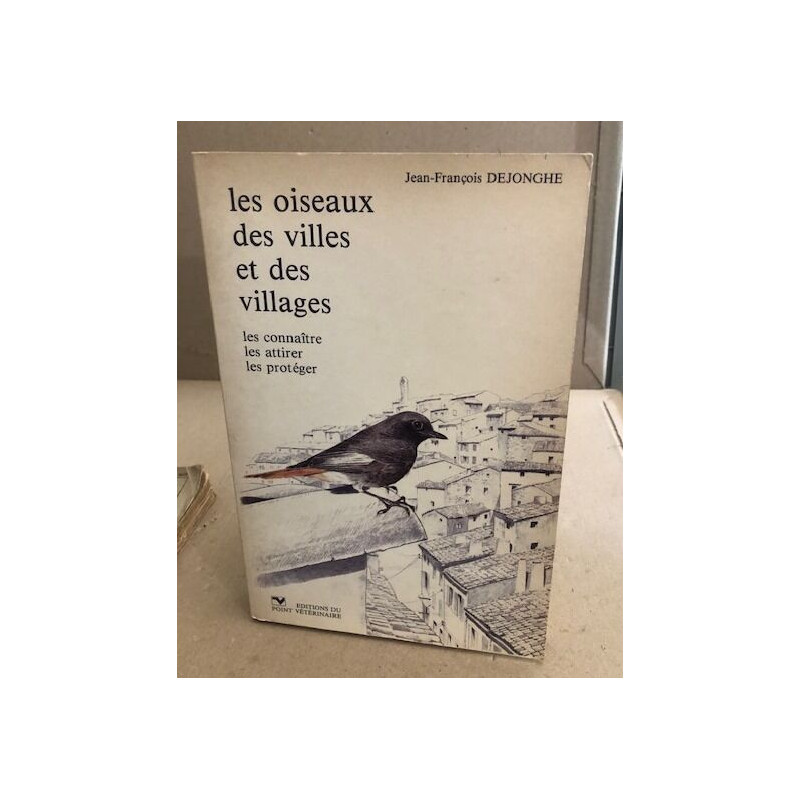 Jean-François DEJONGHE
les oiseaux
des villes
et des
villages
les connaître
les attirer
les protéger
EDITIONS DU
POINT VÉTÉRINAIRE